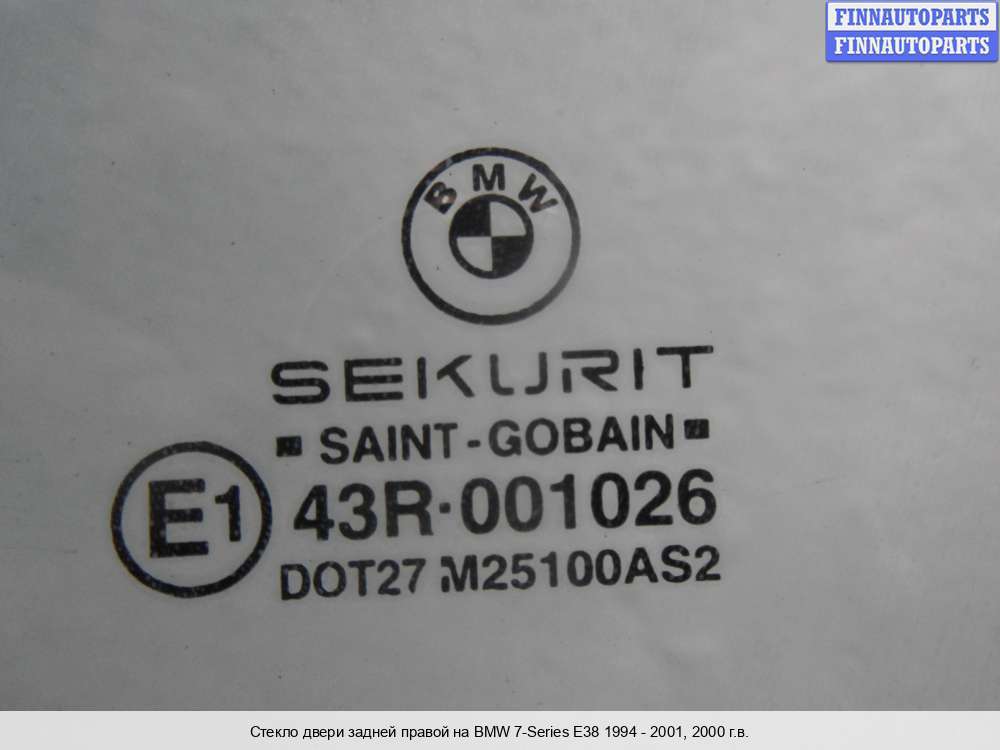 FINNAUTOPARTS
FINNAUTOPARTS
BMW
SEKURIT
SAINT-GOBAIN
E1 43R·001026
DOT27 M25100AS2
Стекло двери задней правой на BMW 7-Series E38 1994 - 2001, 2000 г.в.